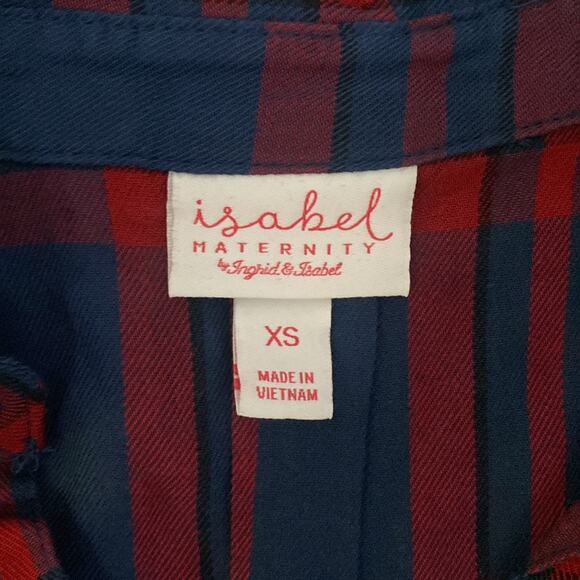 isabel
MATERNITY
by Ingrid & Isabel
XS
MADE IN
VIETNAM